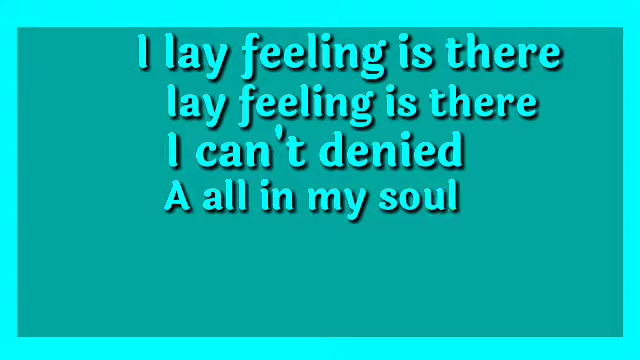 I lay feeling is there
lay feeling is there
I can't denied
A all in my soul